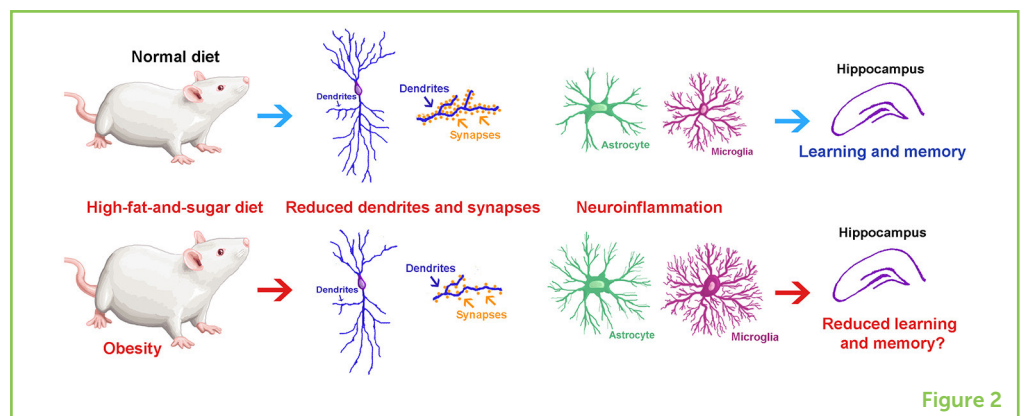 Normal diet
Dendrites
Dendrites
Synapses
Astrocyte
Microglia
Hippocampus
Learning and memory
High-fat-and-sugar diet
Reduced dendrites and synapses
Neuroinflammation
Obesity
Dendrites
Dendrites
Synapses
Astrocyte
Microglia
Hippocampus
Reduced learning
and memory?
Figure 2